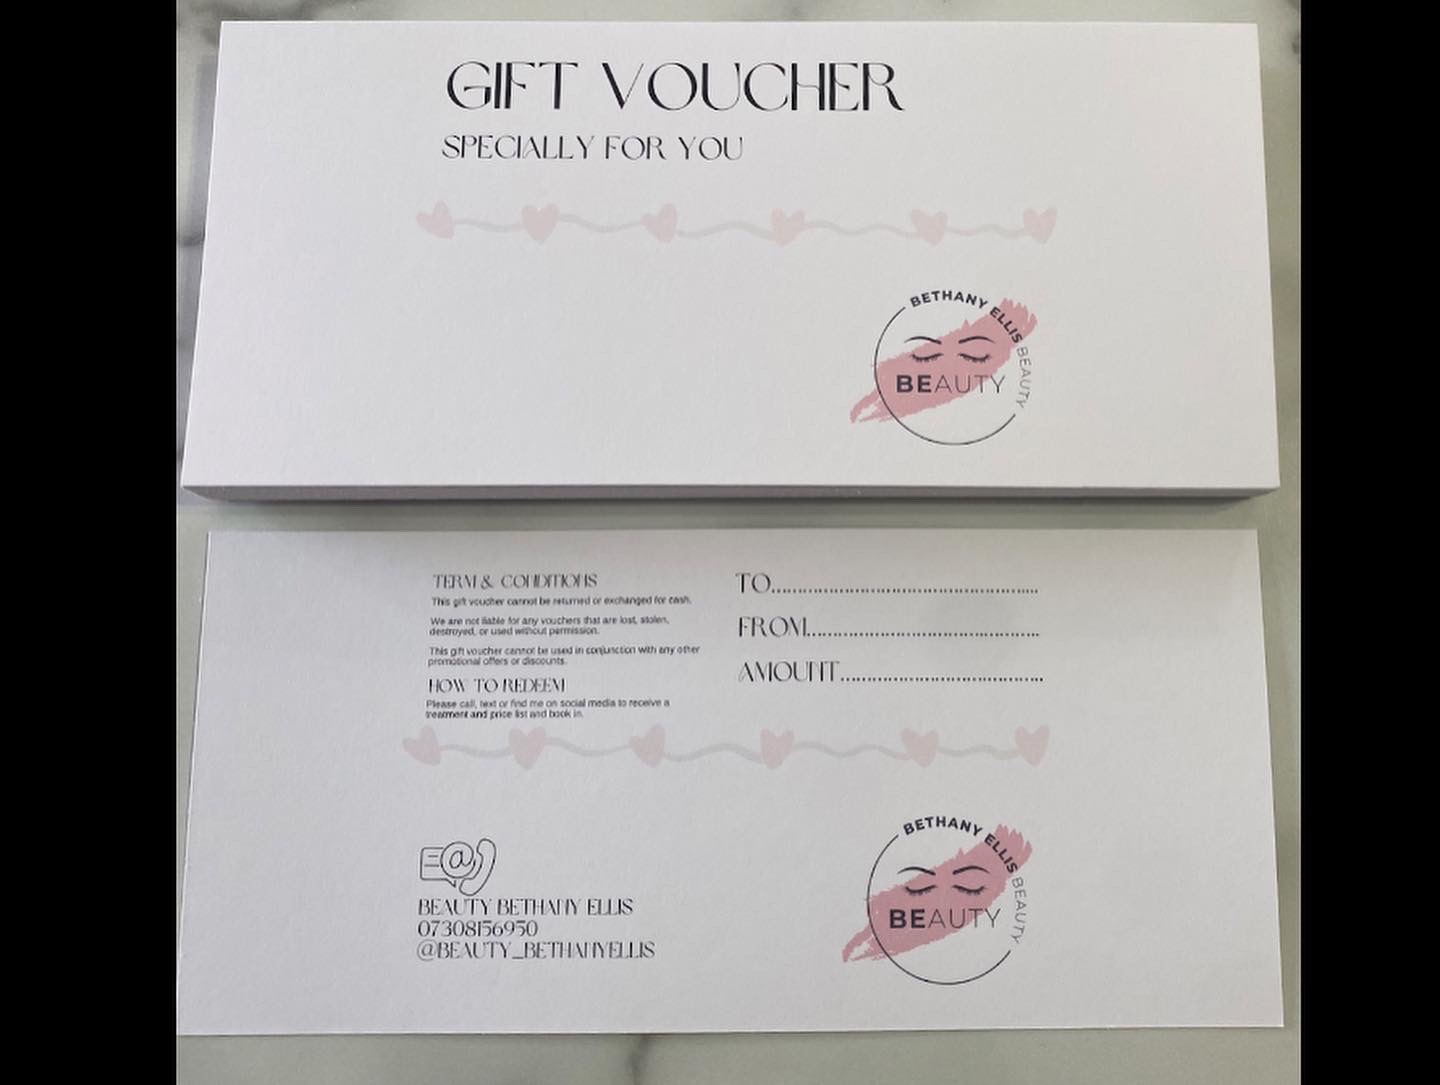 GIFT VOUCHER
SPECIALLY FOR YOU
BETHANY ELLIS BEAUTY
BEAUTY
TERM & CONDITIONS
This gift voucher cannot be returned or exchanged for cash.
We are not liable for any vouchers that are lost, stolen,
destroyed, or used without permission.
This gift voucher cannot be used in conjunction with any other
promotional offers or discounts.
HOW TO REDEEM
Please call, text or find me on social media to receive a
treatment and price list and book in.
TO..................................................
FROM............................................
AMOUNT......................................
@
BEAUTY BETHANY ELLIS
07308156950
@BEAUTY_BETHANYELLIS
BETHANY ELLIS BEAUTY
BEAUTY